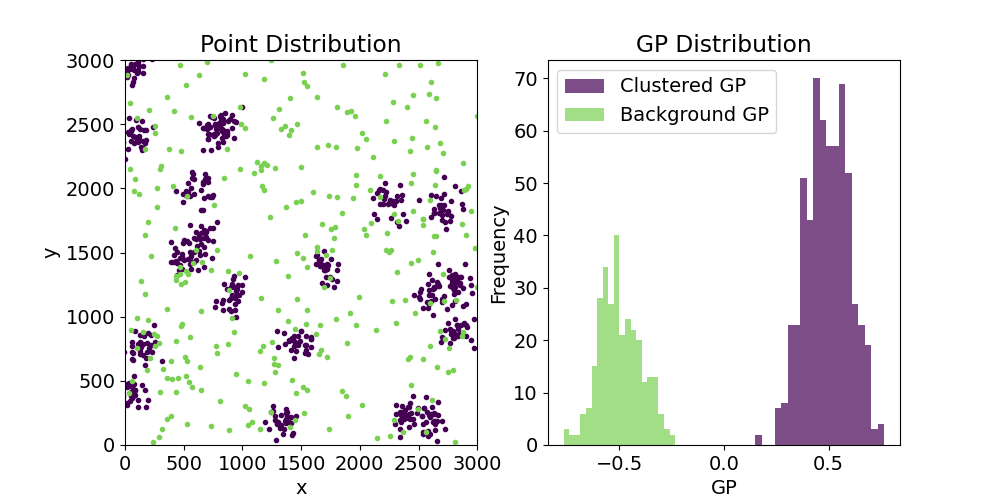 Point Distribution
3000
2500
2000
1500
1000
500
0
y
0 500 1000 1500 2000 2500 3000
x
GP Distribution
Clustered GP
Background GP
70
60
50
40
30
20
10
0
Frequency
−0.5 0.0 0.5
GP